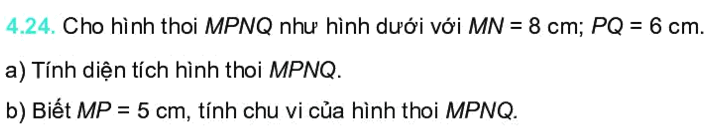 4.24. Cho hình thoi MPNQ như hình dưới với MN = 8 cm; PQ = 6 cm.
a) Tính diện tích hình thoi MPNQ.
b) Biết MP = 5 cm, tính chu vi của hình thoi MPNQ.